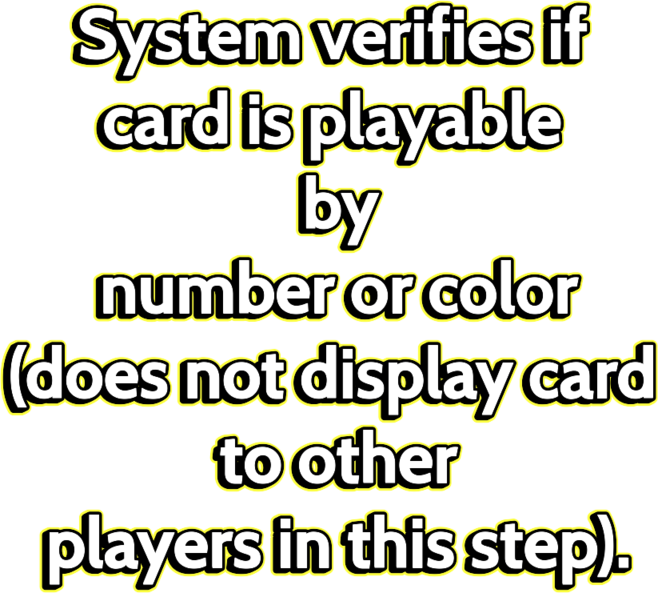 System verifies if
card is playable
by
number or color
(does not display card
to other
players in this step).